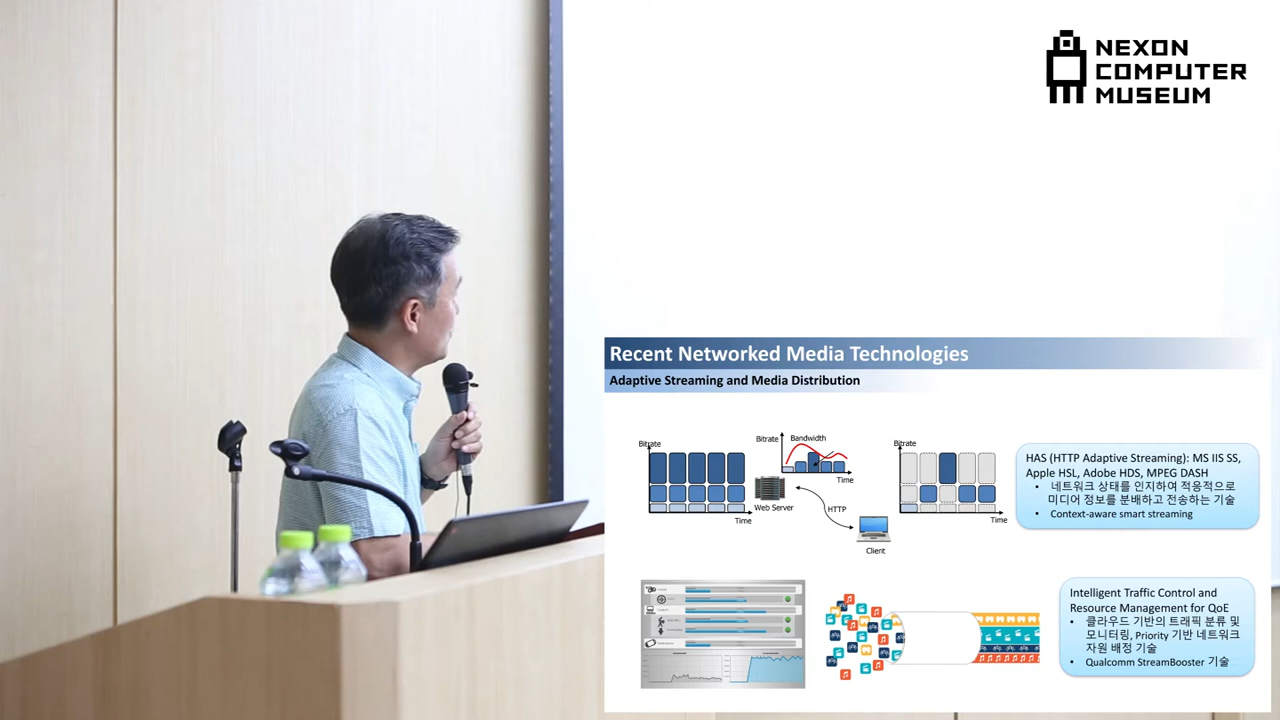 NEXON
COMPUTER
MUSEUM
Recent Networked Media Technologies
Adaptive Streaming and Media Distribution
Bitrate
Time
Bitrate
Bandwidth
Time
Web Server
HTTP
Client
Bitrate
Time
HAS (HTTP Adaptive Streaming): MS IIS SS,
Apple HSL, Adobe HDS, MPEG DASH
• 네트워크 상태를 인지하여 적응적으로
미디어 정보를 분배하고 전송하는 기술
• Context-aware smart streaming
Intelligent Traffic Control and
Resource Management for QoE
• 클라우드 기반의 트래픽 분류 및
모니터링, Priority 기반 네트워크
자원 배정 기술
• Qualcomm StreamBooster 기술